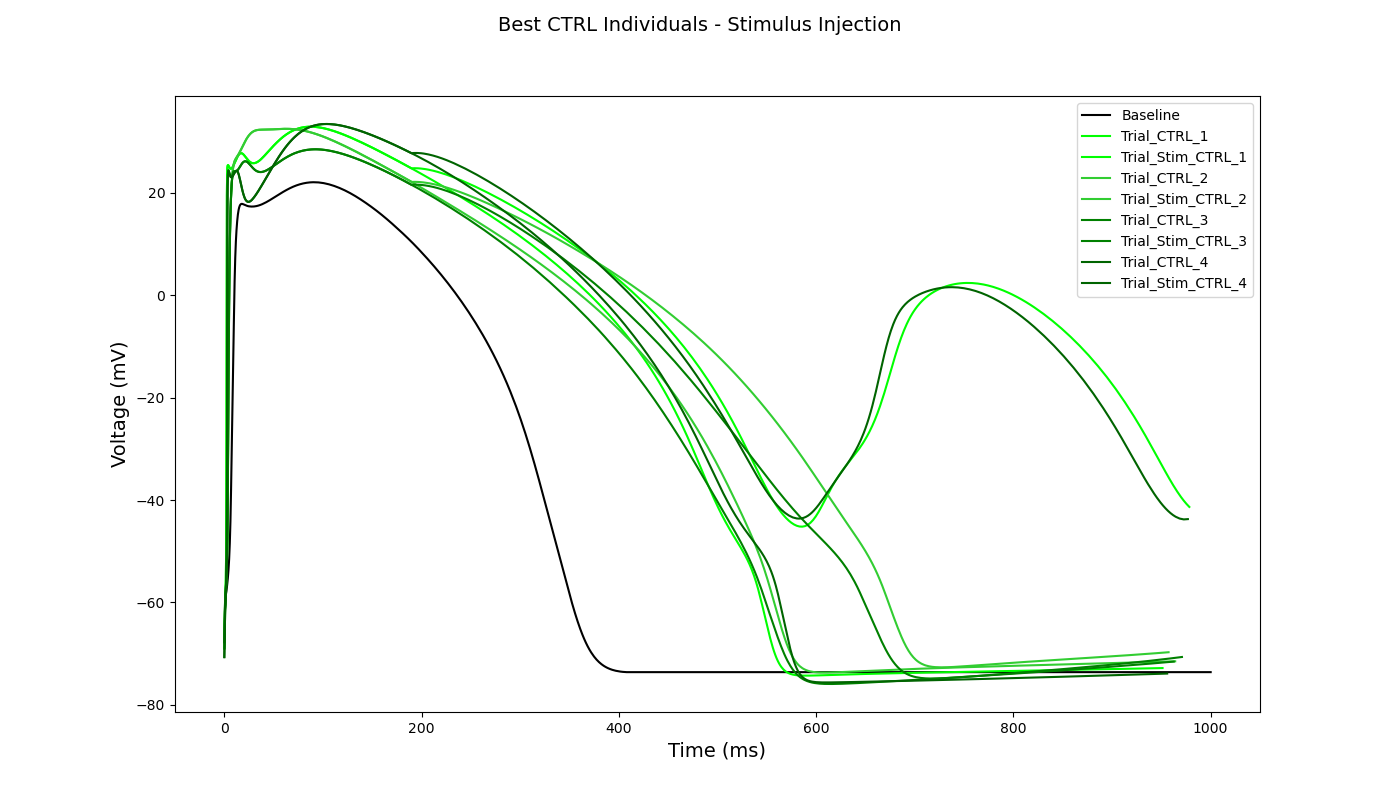 Best CTRL Individuals - Stimulus Injection
Baseline
Trial_CTRL_1
Trial_Stim_CTRL_1
Trial_CTRL_2
Trial_Stim_CTRL_2
Trial_CTRL_3
Trial_Stim_CTRL_3
Trial_CTRL_4
Trial_Stim_CTRL_4
Voltage (mV)
20
0
−20
−40
−60
−80
0 200 400 600 800 1000
Time (ms)